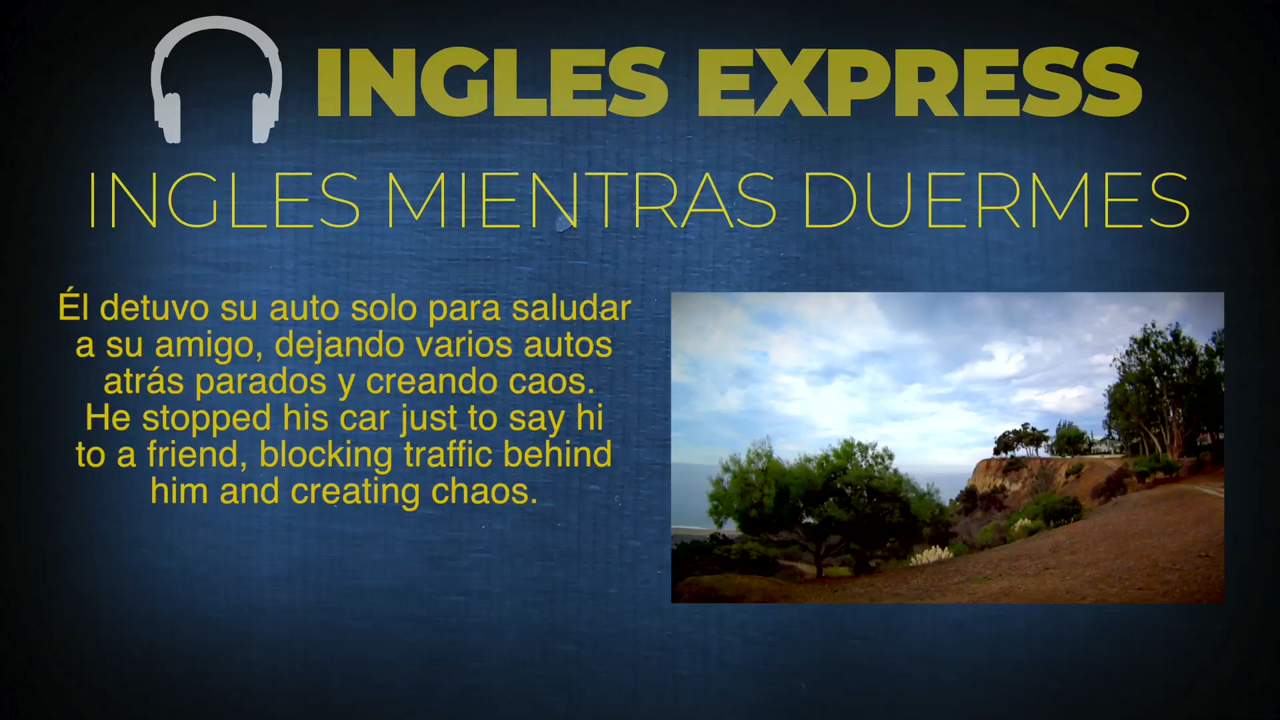 INGLES EXPRESS
INGLES MIENTRAS DUERMES
Él detuvo su auto solo para saludar
a su amigo, dejando varios autos
atrás parados y creando caos.
He stopped his car just to say hi
to a friend, blocking traffic behind
him and creating chaos.